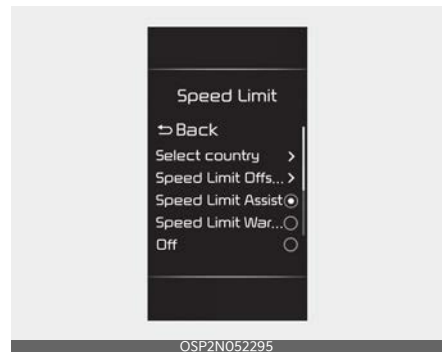 Speed Limit
Back
Select country
Speed Limit Offs...
Speed Limit Assist
Speed Limit War...
Off
OSP2N052295